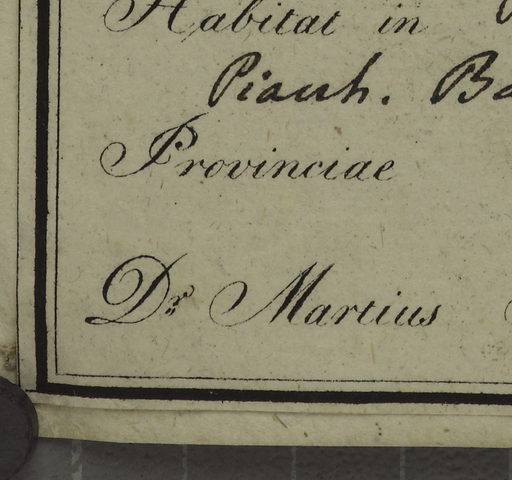 Habitat in
Piauh.
Provinciae
Dr. Martius